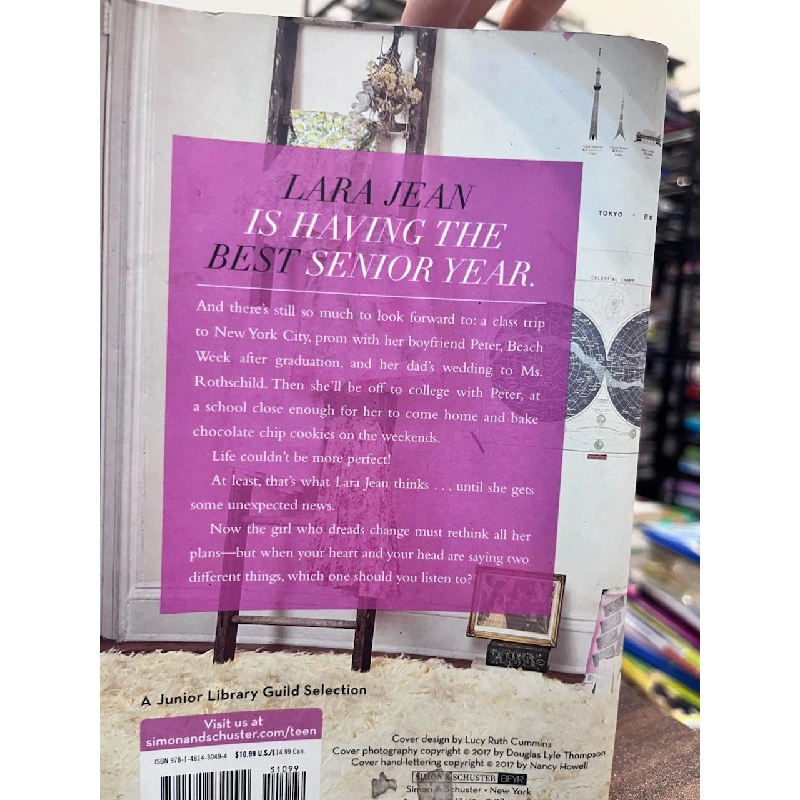 LARA JEAN
IS HAVING THE
BEST SENIOR YEAR.
And there's still so much to look forward to: a class trip
to New York City, prom with her boyfriend Peter, Beach
Week after graduation, and her dad's wedding to Ms.
Rothschild. Then she'll be off to college with Peter, at
a school close enough for her to come home and bake
chocolate chip cookies on the weekends.
Life couldn't be more perfect!
At least, that's what Lara Jean thinks . . . until she gets
some unexpected news.
Now the girl who dreads change must rethink all her
plans—but when your heart and your head are saying two
different things, which one should you listen to?
TOKYO
A Junior Library Guild Selection
Visit us at
simonandschuster.com/teen
ISBN 978-1-4814-3049-4 $10.99 U.S./$14.99 Can.
51099
Cover design by Lucy Ruth Cummins
Cover photography copyright © 2017 by Douglas Lyle Thompson
Cover hand-lettering copyright © 2017 by Nancy Howell
SIMON & SCHUSTER BFYR
Simon & Schuster • New York